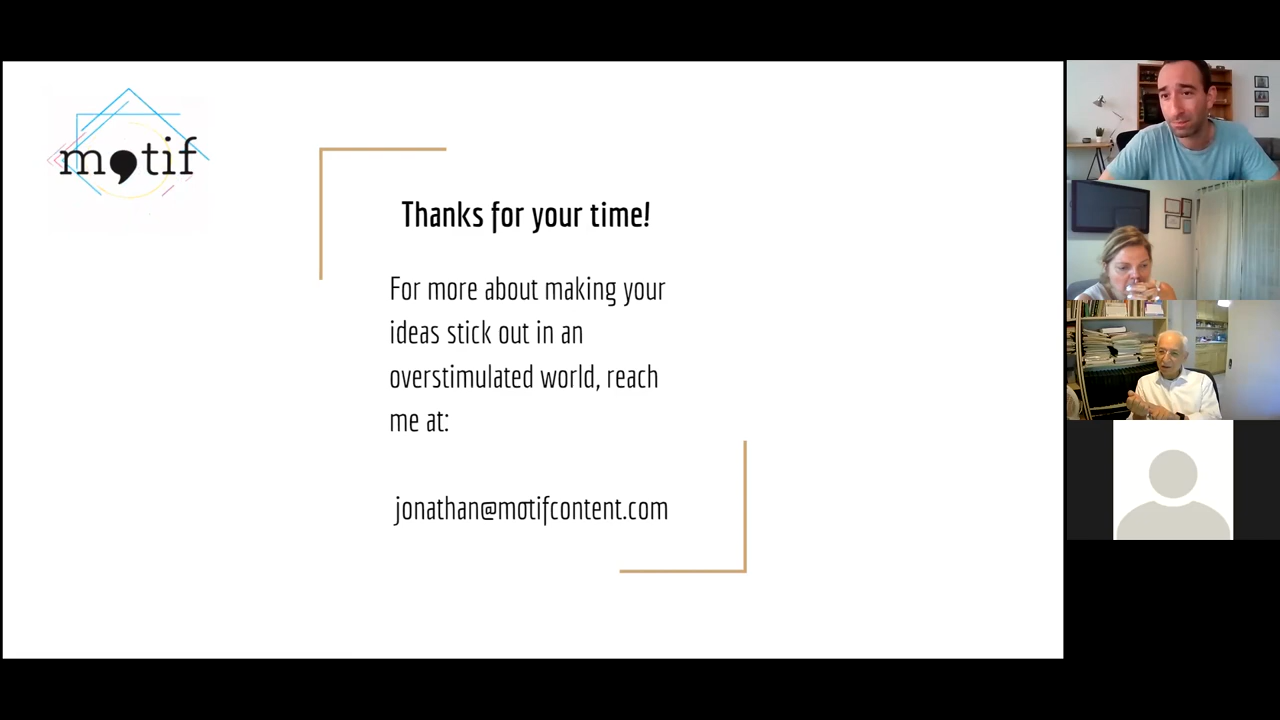 motif
Thanks for your time!
For more about making your
ideas stick out in an
overstimulated world, reach
me at:
jonathan@motifcontent.com